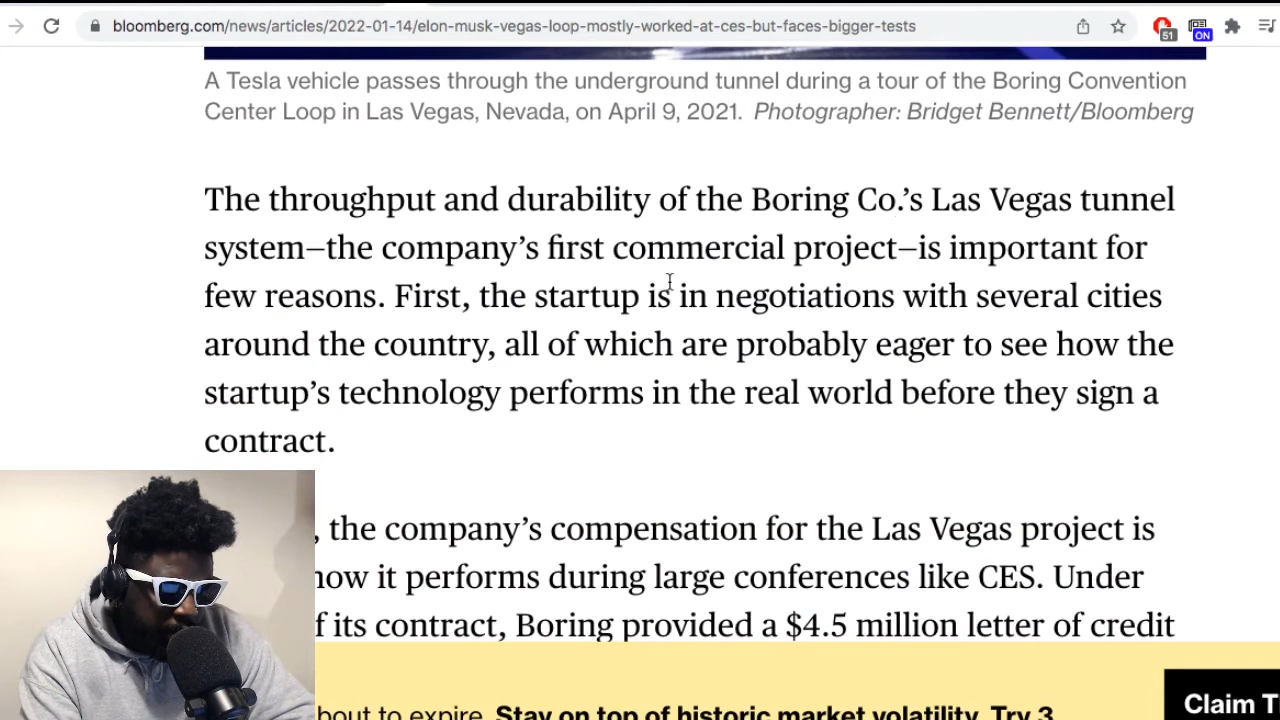 bloomberg.com/news/articles/2022-01-14/elon-musk-vegas-loop-mostly-worked-at-ces-but-faces-bigger-tests
51
ON
A Tesla vehicle passes through the underground tunnel during a tour of the Boring Convention
Center Loop in Las Vegas, Nevada, on April 9, 2021. Photographer: Bridget Bennett/Bloomberg
The throughput and durability of the Boring Co.’s Las Vegas tunnel
system—the company’s first commercial project—is important for
few reasons. First, the startup is in negotiations with several cities
around the country, all of which are probably eager to see how the
startup’s technology performs in the real world before they sign a
contract.
, the company’s compensation for the Las Vegas project is
how it performs during large conferences like CES. Under
f its contract, Boring provided a $4.5 million letter of credit
bout to expire. Stay on top of historic market volatility. Try 3
Claim T